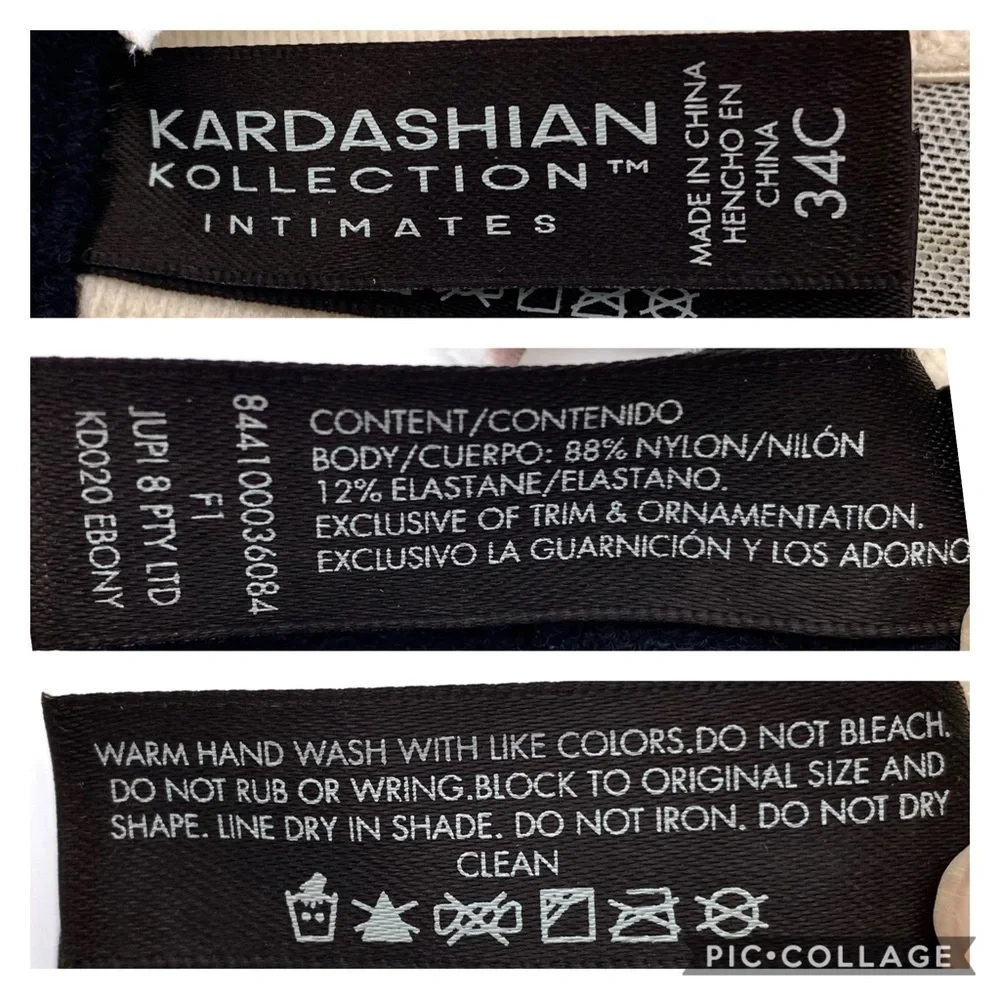 KARDASHIAN
KOLLECTION™
INTIMATES
MADE IN CHINA
HENCHO EN
CHINA
34C
KD020 EBONY
JUPI 8 PTY LTD
F1
844100036084
CONTENT/CONTENIDO
BODY/CUERPO: 88% NYLON/NILÓN
12% ELASTANE/ELASTANO.
EXCLUSIVE OF TRIM & ORNAMENTATION.
EXCLUSIVO LA GUARNICIÓN Y LOS ADORNO
WARM HAND WASH WITH LIKE COLORS.DO NOT BLEACH.
DO NOT RUB OR WRING.BLOCK TO ORIGINAL SIZE AND
SHAPE. LINE DRY IN SHADE. DO NOT IRON. DO NOT DRY
CLEAN
PIC•COLLAGE